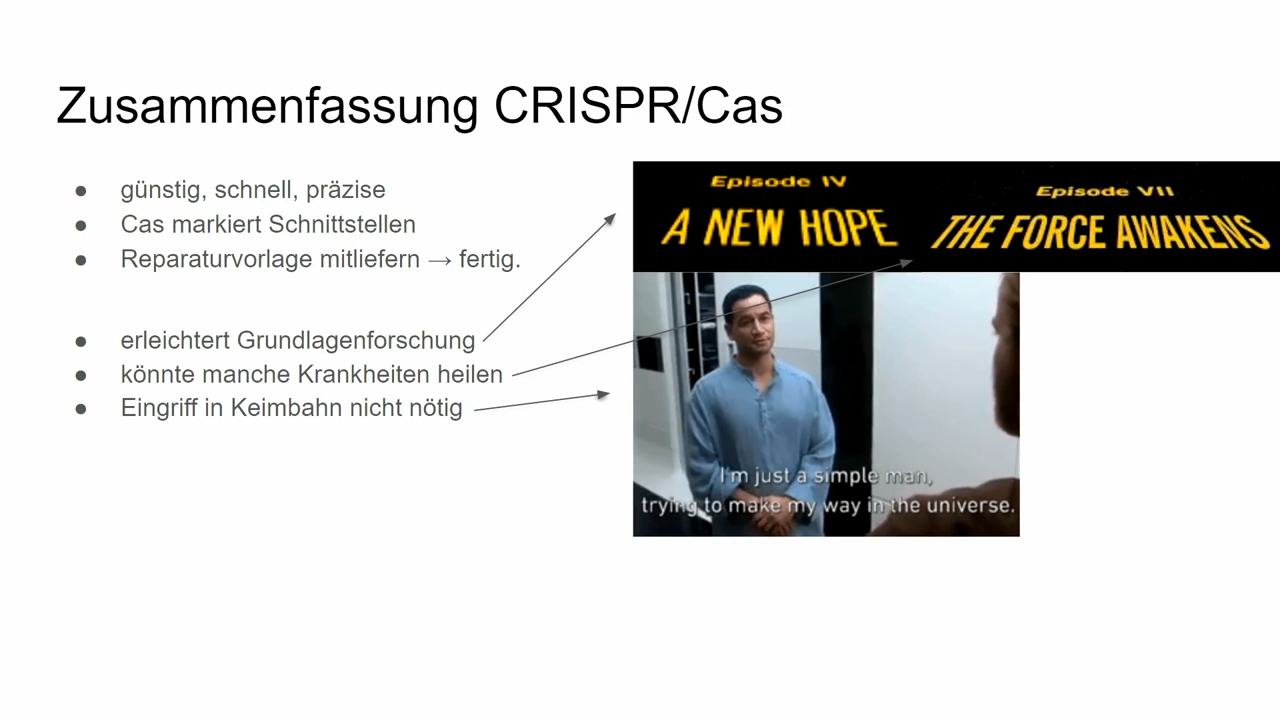 Zusammenfassung CRISPR/Cas
● günstig, schnell, präzise
● Cas markiert Schnittstellen
● Reparaturvorlage mitliefern → fertig.
● erleichtert Grundlagenforschung
● könnte manche Krankheiten heilen
● Eingriff in Keimbahn nicht nötig
Episode IV
A NEW HOPE
Episode VII
THE FORCE AWAKENS
I'm just a simple man,
trying to make my way in the universe.